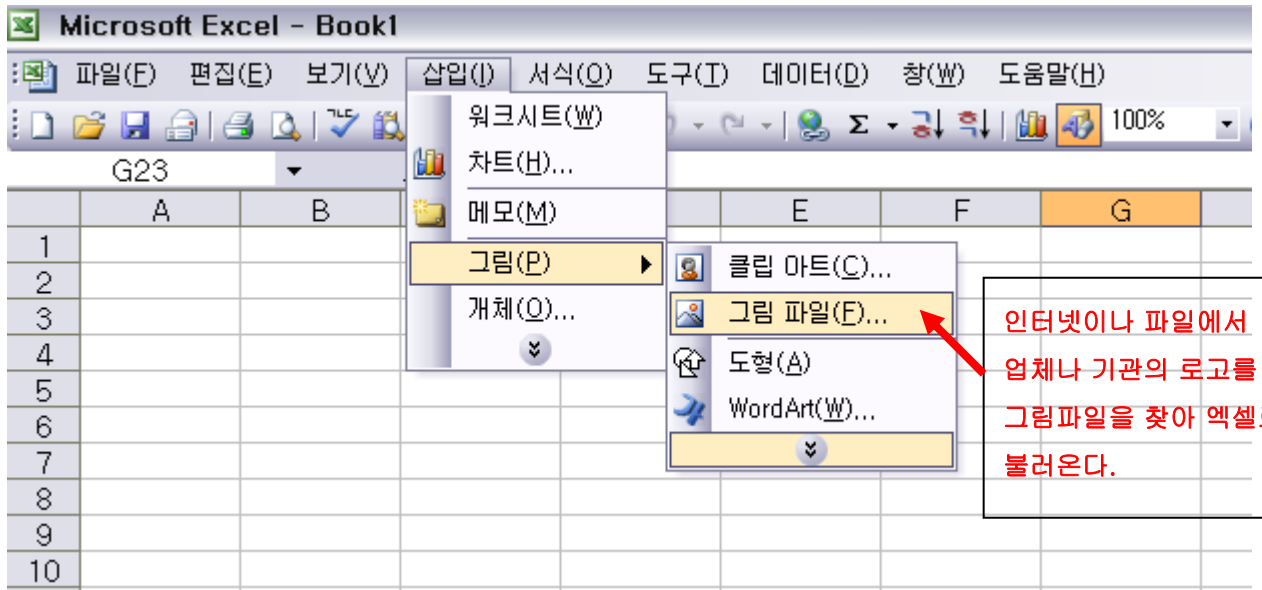 Microsoft Excel - Book1
파일(F) 편집(E) 보기(V) 삽입(I) 서식(O) 도구(T) 데이터(D) 창(W) 도움말(H)
100%
G23
워크시트(W)
차트(H)...
메모(M)
그림(P)
개체(O)...
클립 아트(C)...
그림 파일(F)...
도형(A)
WordArt(W)...
A B E F G
1
2
3
4
5
6
7
8
9
10
인터넷이나 파일에서
업체나 기관의 로고를
그림파일을 찾아 엑셀
불러온다.